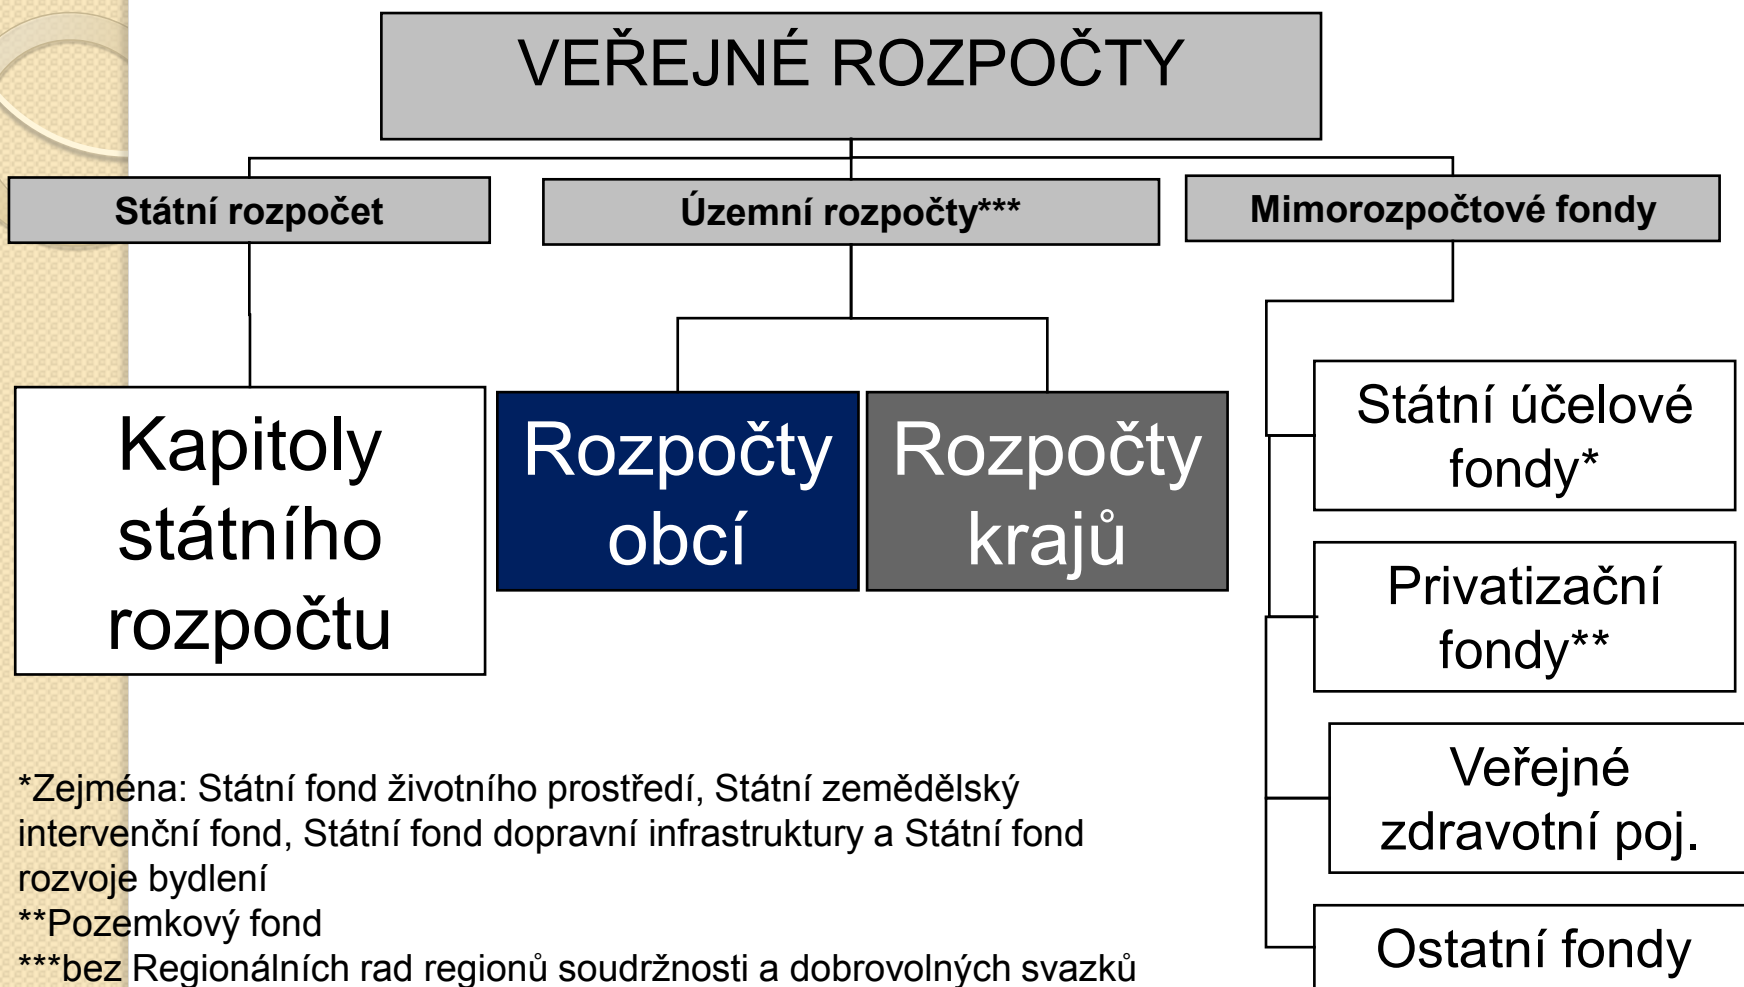 VEŘEJNÉ ROZPOČTY
Státní rozpočet
Územní rozpočty***
Mimorozpočtové fondy
Kapitoly
státního
rozpočtu
Rozpočty
obcí
Rozpočty
krajů
Státní účelové
fondy*
Privatizační
fondy**
Veřejné
zdravotní poj.
Ostatní fondy
*Zejména: Státní fond životního prostředí, Státní zemědělský
intervenční fond, Státní fond dopravní infrastruktury a Státní fond
rozvoje bydlení
**Pozemkový fond
***bez Regionálních rad regionů soudržnosti a dobrovolných svazků